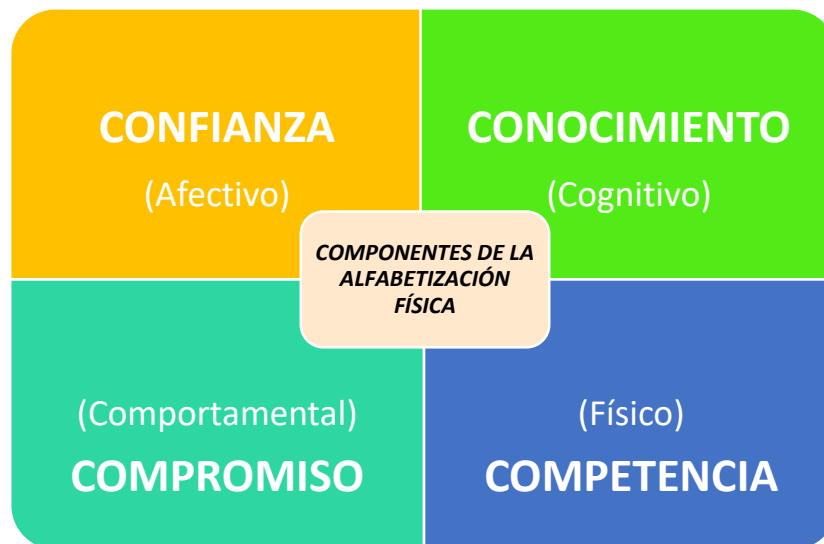 CONFIANZA
(Afectivo)
CONOCIMIENTO
(Cognitivo)
COMPONENTES DE LA
ALFABETIZACIÓN
FÍSICA
(Comportamental)
COMPROMISO
(Físico)
COMPETENCIA